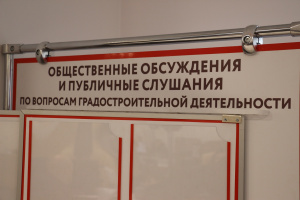 ОБЩЕСТВЕННЫЕ ОБСУЖДЕНИЯ
И ПУБЛИЧНЫЕ СЛУШАНИЯ
ПО ВОПРОСАМ ГРАДОСТРОИТЕЛЬНОЙ ДЕЯТЕЛЬНОСТИ